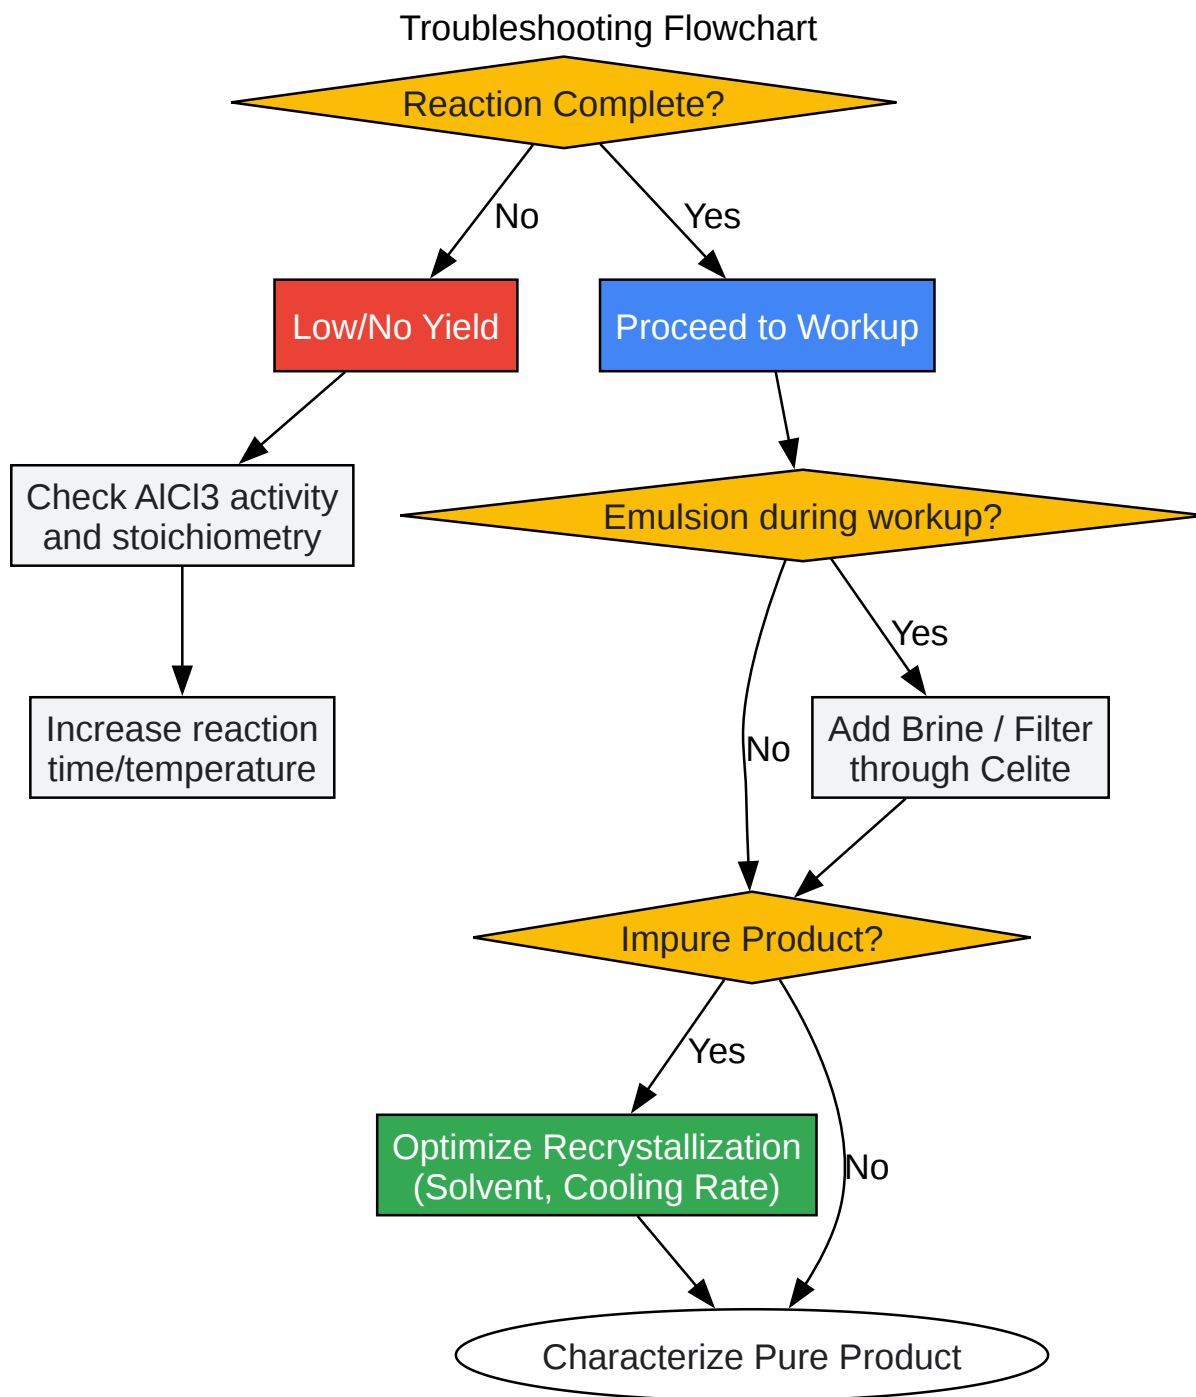 Troubleshooting Flowchart
Reaction Complete?
No
Yes
Low/No Yield
Proceed to Workup
Check AlCl3 activity
and stoichiometry
Emulsion during workup?
Yes
Increase reaction
time/temperature
No
Add Brine / Filter
through Celite
Impure Product?
Yes
Optimize Recrystallization
(Solvent, Cooling Rate)
No
Characterize Pure Product